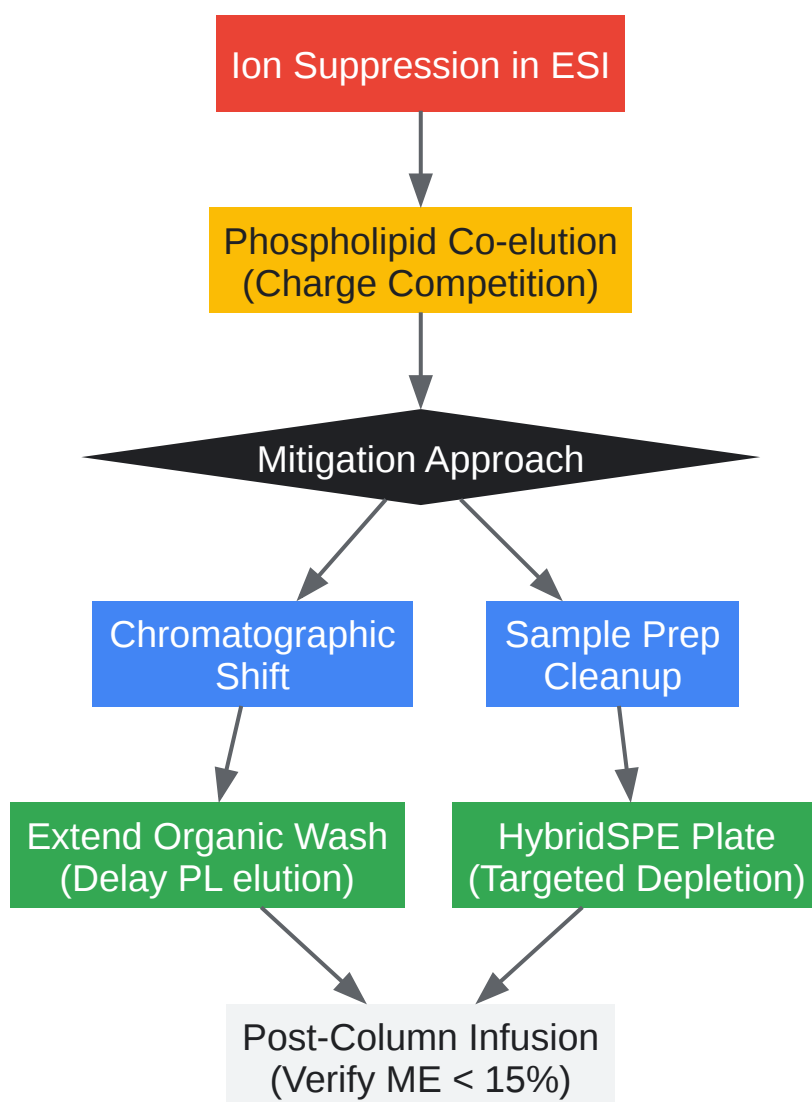 Ion Suppression in ESI
Phospholipid Co-elution
(Charge Competition)
Mitigation Approach
Chromatographic
Shift
Sample Prep
Cleanup
Extend Organic Wash
(Delay PL elution)
HybridSPE Plate
(Targeted Depletion)
Post-Column Infusion
(Verify ME < 15%)